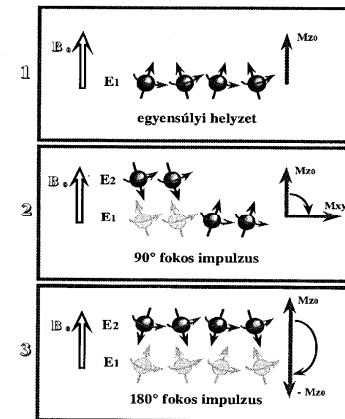 1
B₀
E1
Mz0
egyensúlyi helyzet
2
B₀
E2
E1
Mz0
Mxy
90° fokos impulzus
3
B₀
E2
E1
Mz0
- Mz0
180° fokos impulzus